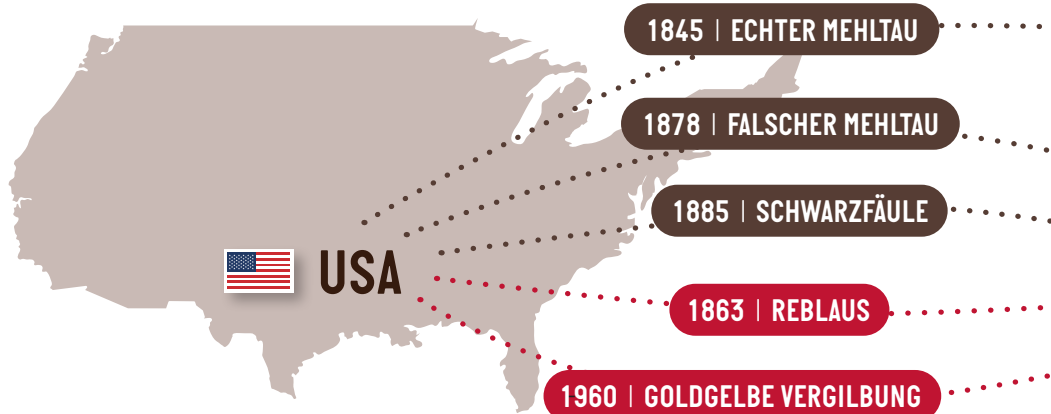 1845 | ECHTER MEHLTAU
1878 | FALSCHER MEHLTAU
1885 | SCHWARZFÄULE
USA
1863 | REBLAUS
1960 | GOLDGELBE VERGILBUNG